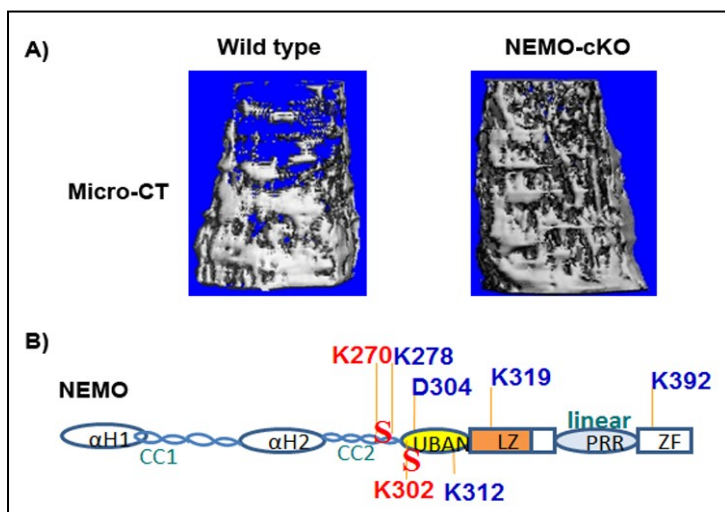 A)
Wild type
NEMO-cKO
Micro-CT
B)
K270 K278
D304
K319
K392
NEMO
linear
αH1
S
αH2
UBAN
LZ
PRR
ZF
CC1
CC2
S
K302
K312